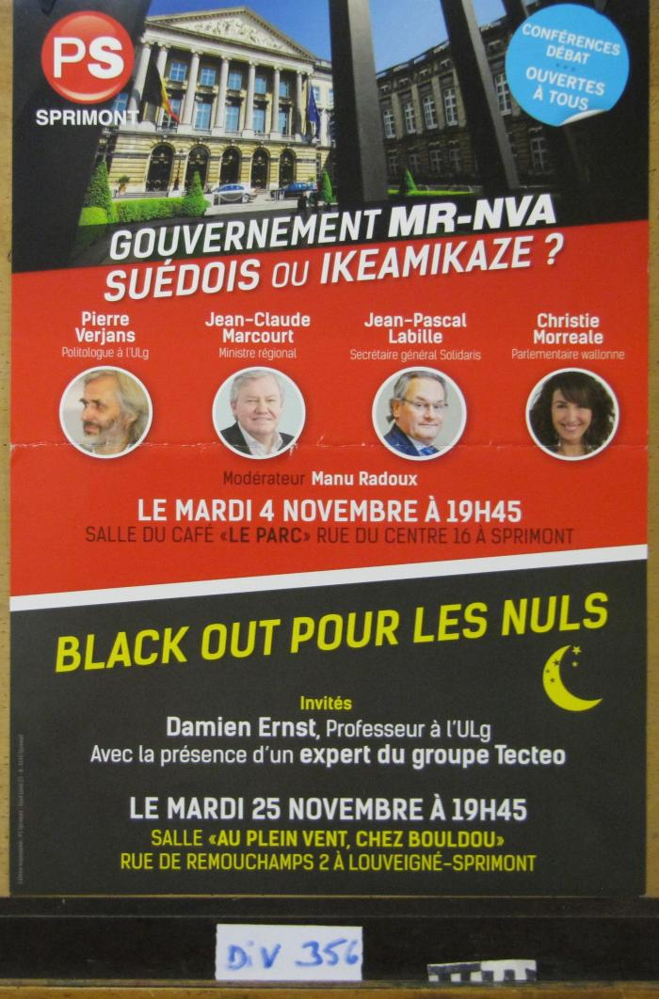 PS
SPRIMONT
CONFÉRENCES
DÉBAT
OUVERTES
À TOUS
GOUVERNEMENT MR-NVA
SUÉDOIS OU IKEAMIKAZE ?
Pierre
Verjans
Politologue à l'ULg
Jean-Claude
Marcourt
Ministre régional
Jean-Pascal
Labille
Secrétaire général Solidaris
Christie
Morreale
Parlementaire wallonne
Modérateur Manu Radoux
LE MARDI 4 NOVEMBRE À 19H45
SALLE DU CAFÉ «LE PARC» RUE DU CENTRE 16 À SPRIMONT
BLACK OUT POUR LES NULS
Invités
Damien Ernst, Professeur à l'ULg
Avec la présence d'un expert du groupe Tecteo
LE MARDI 25 NOVEMBRE À 19H45
SALLE «AU PLEIN VENT, CHEZ BOULDOU»
RUE DE REMOUCHAMPS 2 À LOUVEIGNÉ-SPRIMONT
DiV 356